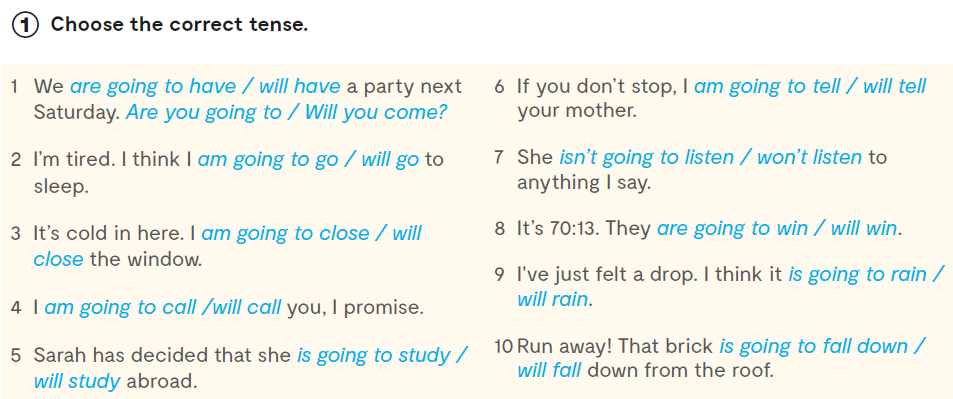 1 Choose the correct tense.
1 We are going to have / will have a party next
Saturday. Are you going to / Will you come?
2 I'm tired. I think I am going to go / will go to
sleep.
3 It's cold in here. I am going to close / will
close the window.
4 I am going to call /will call you, I promise.
5 Sarah has decided that she is going to study /
will study abroad.
6 If you don't stop, I am going to tell / will tell
your mother.
7 She isn't going to listen / won't listen to
anything I say.
8 It's 70:13. They are going to win / will win.
9 I've just felt a drop. I think it is going to rain /
will rain.
10 Run away! That brick is going to fall down /
will fall down from the roof.